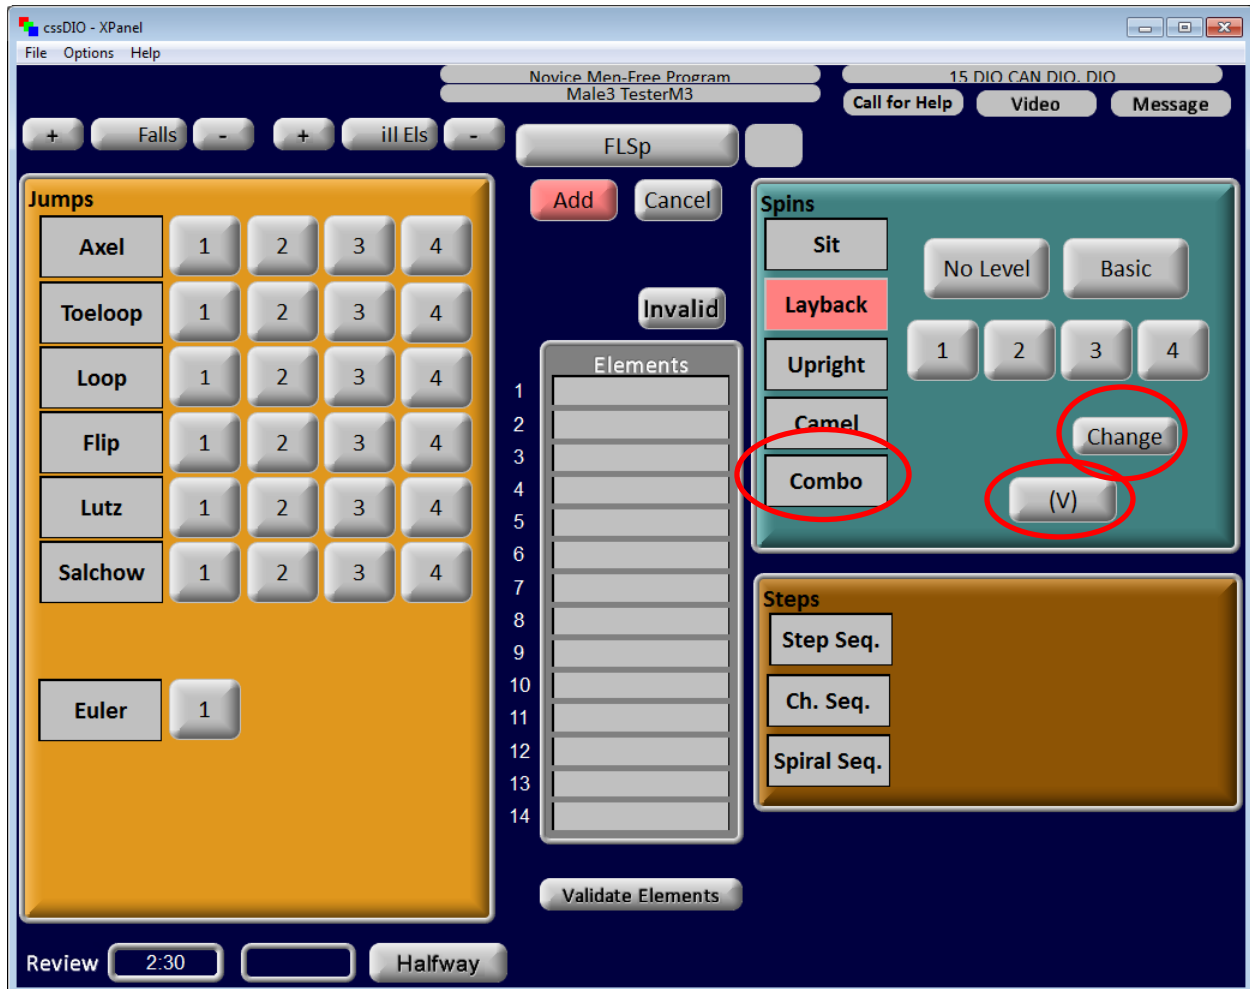 cssDIO - XPanel
File Options Help
Novice Men-Free Program
15 DIO CAN DIO, DIO
Male3 TesterM3
Call for Help Video Message
+ Falls - + ill Els -
FLSp
Jumps
Axel 1 2 3 4
Toeloop 1 2 3 4
Loop 1 2 3 4
Flip 1 2 3 4
Lutz 1 2 3 4
Salchow 1 2 3 4
Euler 1
Add Cancel
Invalid
Elements
1
2
3
4
5
6
7
8
9
10
11
12
13
14
Validate Elements
Spins
Sit
Layback
Upright
Camel
Combo
No Level Basic
1 2 3 4
Change
(V)
Steps
Step Seq.
Ch. Seq.
Spiral Seq.
Review 2:30 Halfway